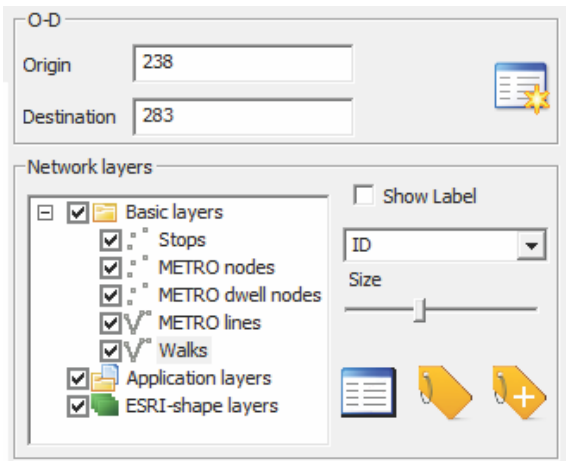 O-D
Origin 238
Destination 283
Network layers
Basic layers
Stops
METRO nodes
METRO dwell nodes
METRO lines
Walks
Application layers
ESRI-shape layers
Show Label
ID
Size